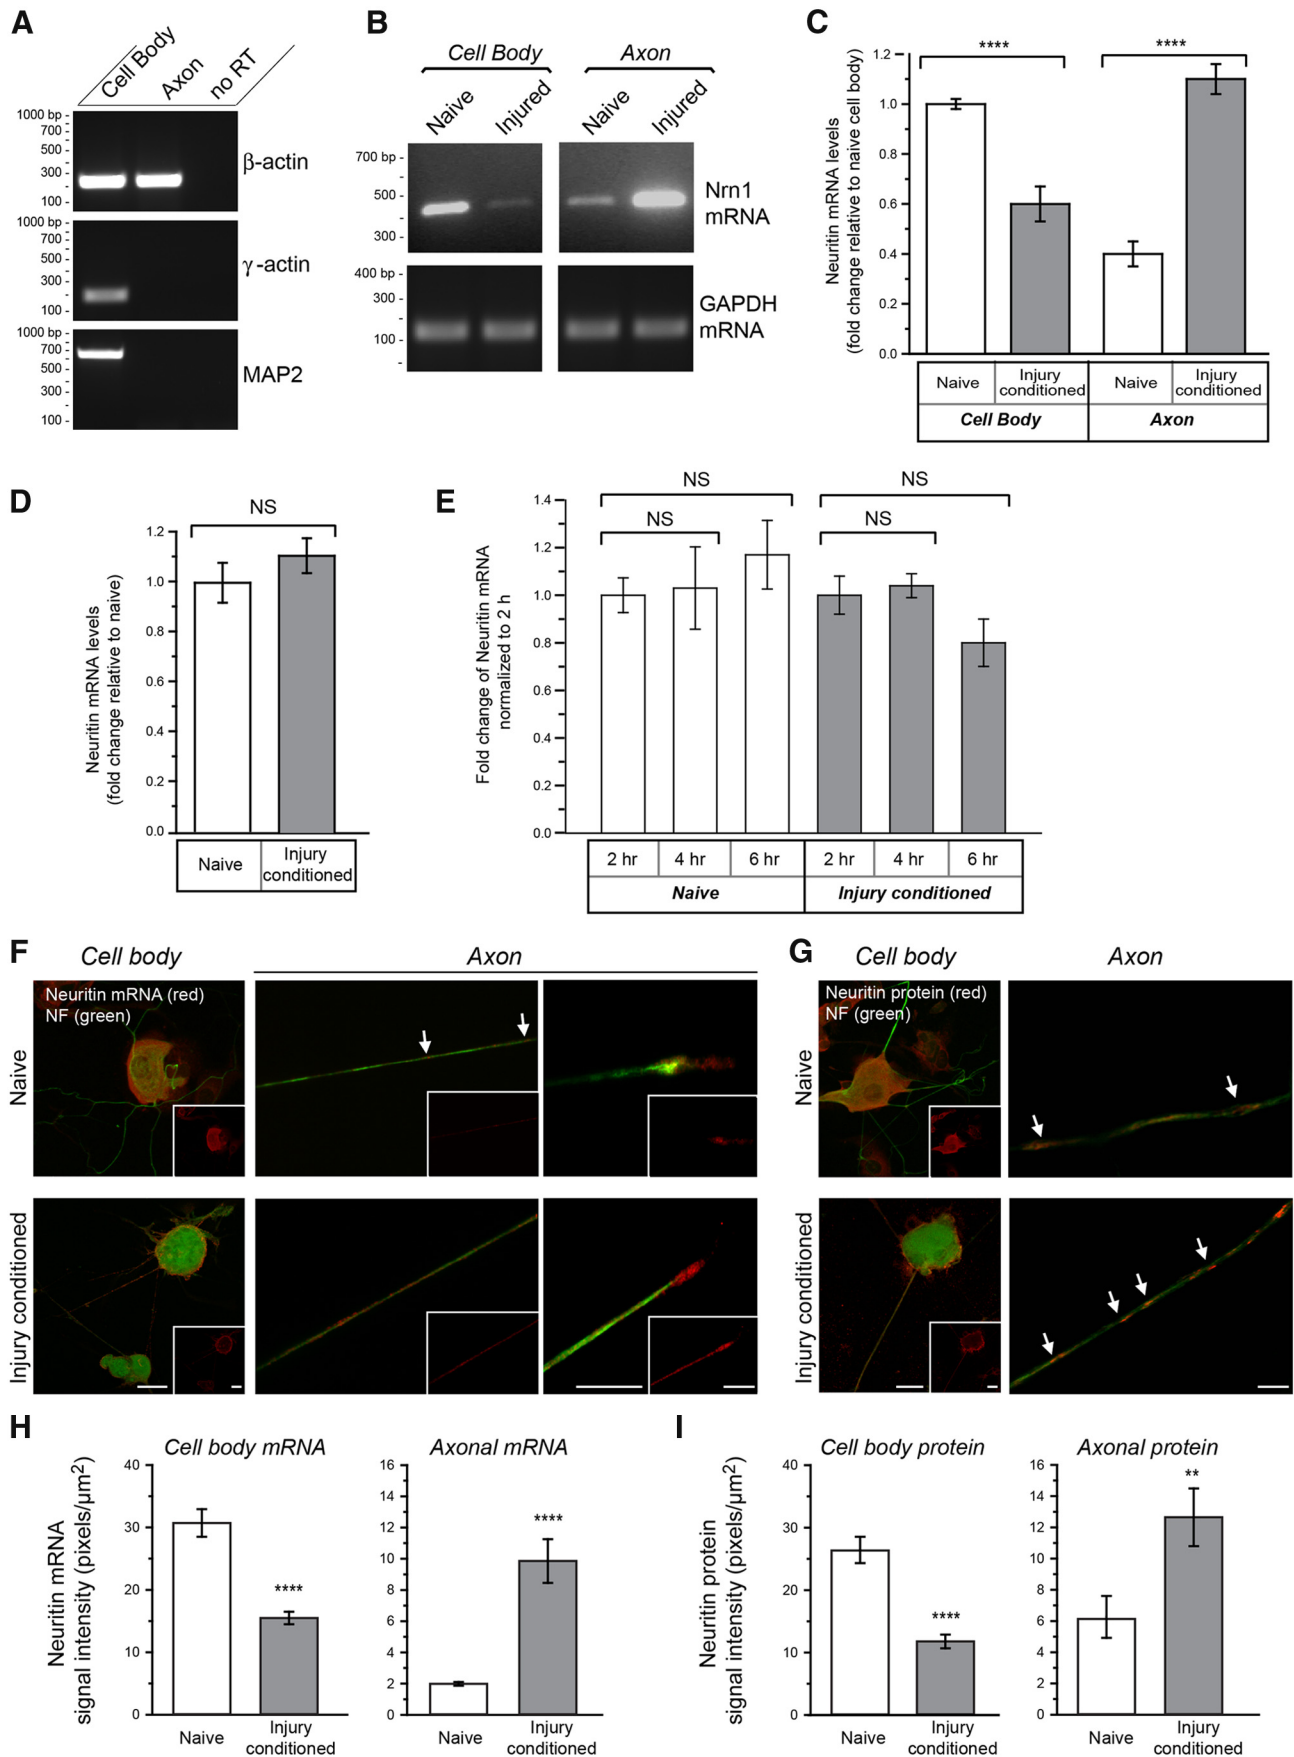 A
Cell Body
Axon
no RT
1000 bp -
700 -
500 -
300 -
100 -
β-actin
1000 bp -
700 -
500 -
300 -
100 -
γ-actin
1000 bp -
700 -
500 -
300 -
100 -
MAP2
B
Cell Body Axon
Naive Injured Naive Injured
700 bp -
500 -
300 -
Nrn1
mRNA
400 bp -
300 -
100 -
GAPDH
mRNA
C
Neuritin mRNA levels
(fold change relative to naive cell body)
1.2
1.0
0.8
0.6
0.4
0.2
0.0
**** ****
Naive Injury conditioned Naive Injury conditioned
Cell Body Axon
D
Neuritin mRNA levels
(fold change relative to naive)
1.2
1.0
0.8
0.6
0.4
0.2
0.0
NS
Naive Injury conditioned
E
Fold change of Neuritin mRNA
normalized to 2 h
1.4
1.2
1.0
0.8
0.6
0.4
0.2
0.0
NS NS
NS NS
2 hr 4 hr 6 hr 2 hr 4 hr 6 hr
Naive Injury conditioned
F
Cell body Axon
Neuritin mRNA (red)
NF (green)
Naive
Injury conditioned
G
Cell body Axon
Neuritin protein (red)
NF (green)
Naive
Injury conditioned
H
Neuritin mRNA
signal intensity (pixels/μm2)
Cell body mRNA
40
30
20
10
0
****
Naive Injury conditioned
Axonal mRNA
16
14
12
10
8
6
4
2
0
****
Naive Injury conditioned
I
Neuritin protein
signal intensity (pixels/μm2)
Cell body protein
40
30
20
10
0
****
Naive Injury conditioned
Axonal protein
16
14
12
10
8
6
4
2
0
**
Naive Injury conditioned